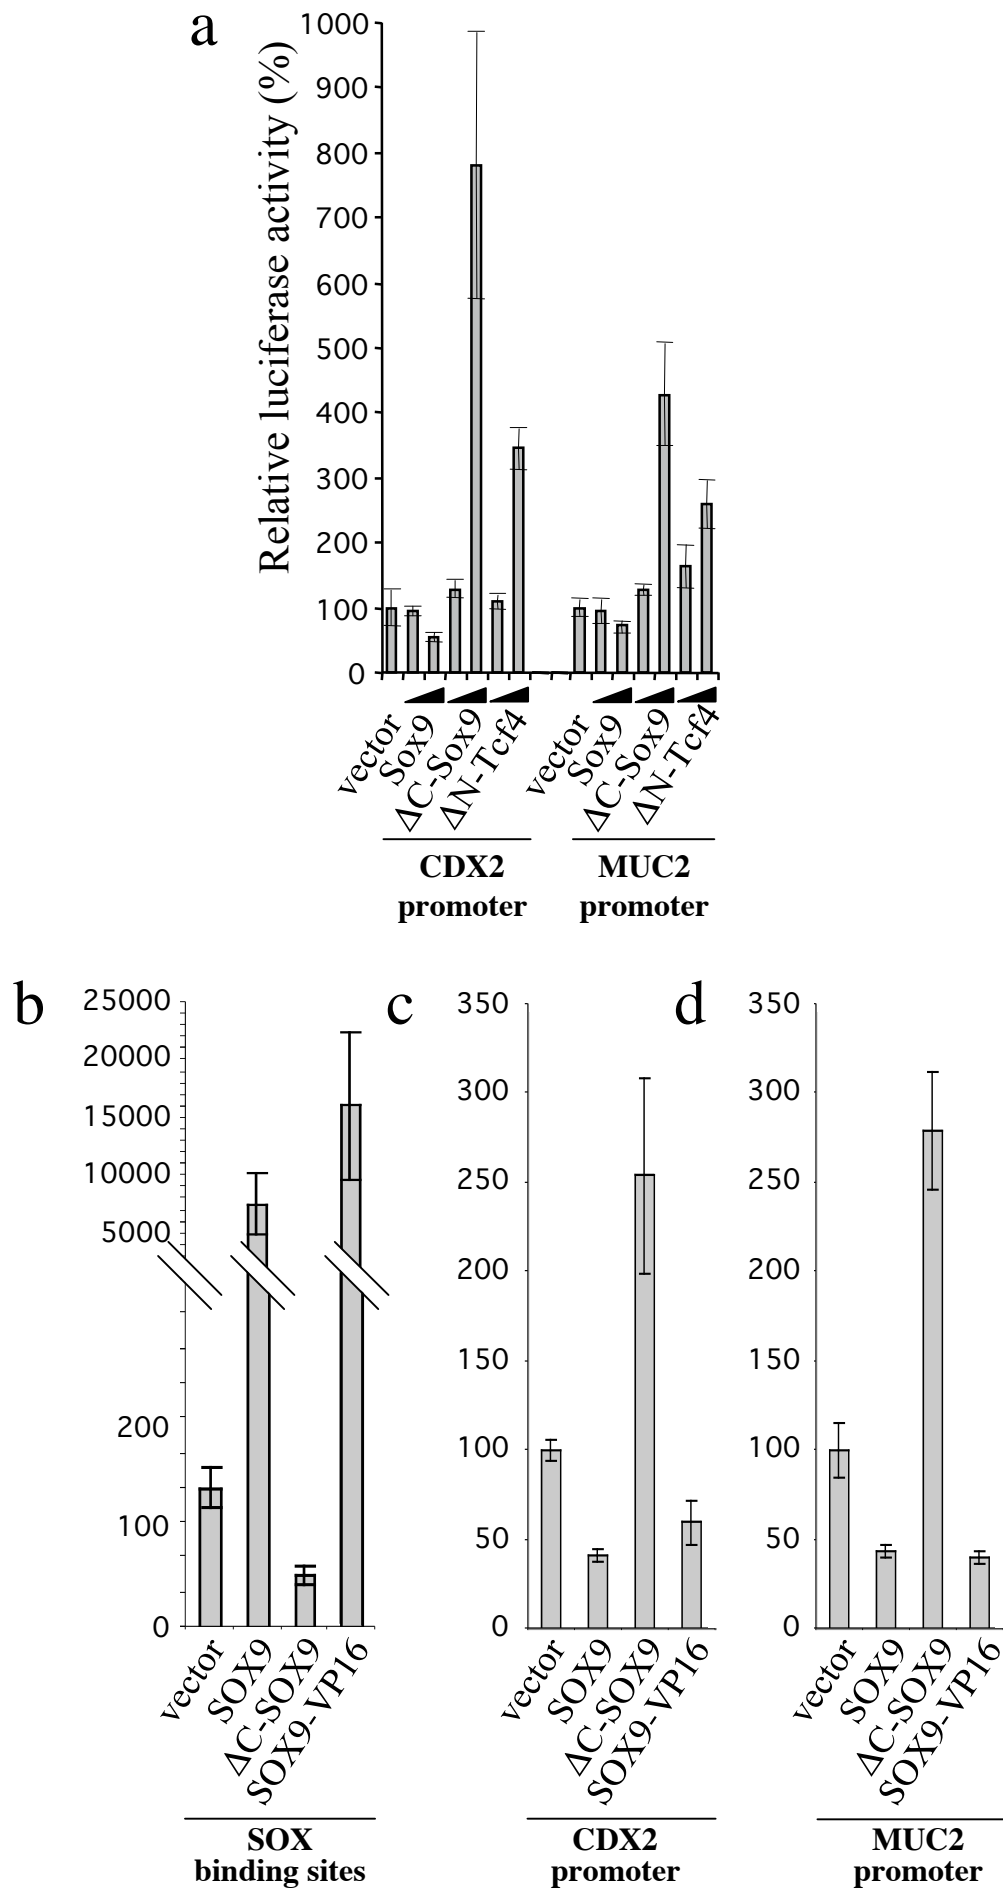 a
Relative luciferase activity (%)
1000
900
800
700
600
500
400
300
200
100
0
vector
Sox9
ΔC-Sox9
ΔN-Tcf4
vector
Sox9
ΔC-Sox9
ΔN-Tcf4
CDX2
promoter
MUC2
promoter
b
25000
20000
15000
10000
5000
200
100
0
vector
SOX9
ΔC-SOX9
SOX9-VP16
SOX
binding sites
c
350
300
250
200
150
100
50
0
vector
SOX9
ΔC-SOX9
SOX9-VP16
CDX2
promoter
d
350
300
250
200
150
100
50
0
vector
SOX9
ΔC-SOX9
SOX9-VP16
MUC2
promoter